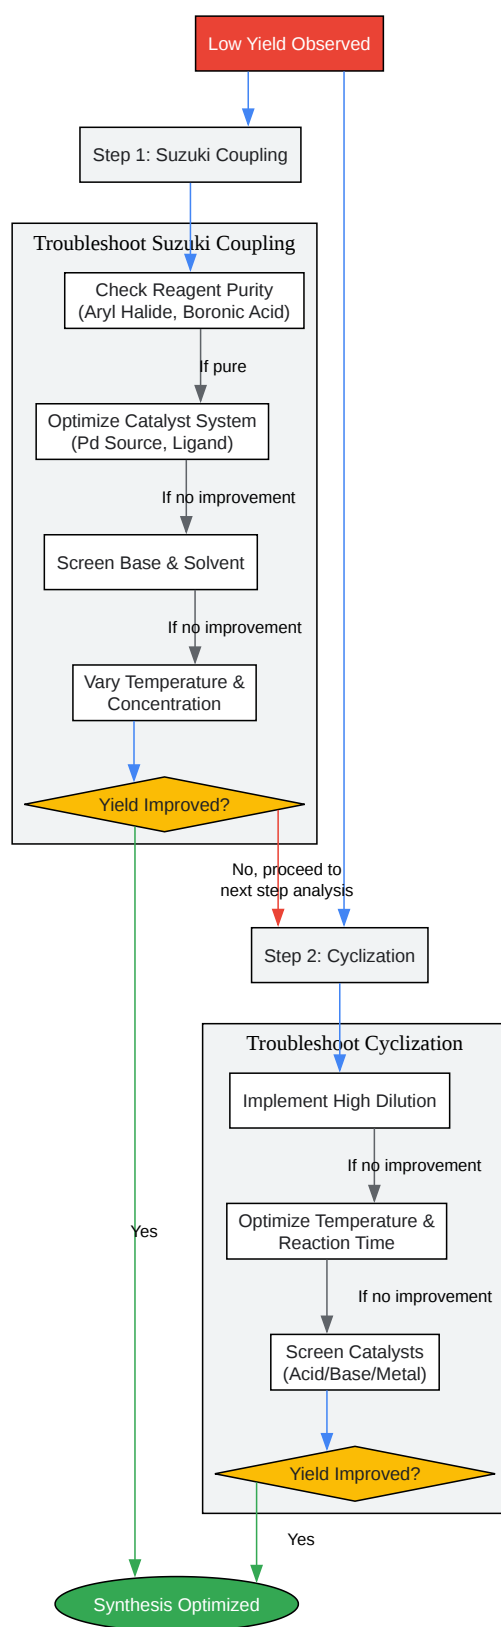 Low Yield Observed
Step 1: Suzuki Coupling
Troubleshoot Suzuki Coupling
Check Reagent Purity
(Aryl Halide, Boronic Acid)
If pure
Optimize Catalyst System
(Pd Source, Ligand)
If no improvement
Screen Base & Solvent
If no improvement
Vary Temperature &
Concentration
Yield Improved?
No, proceed to
next step analysis
Step 2: Cyclization
Troubleshoot Cyclization
Implement High Dilution
If no improvement
Optimize Temperature &
Reaction Time
Yes
If no improvement
Screen Catalysts
(Acid/Base/Metal)
Yield Improved?
Yes
Synthesis Optimized